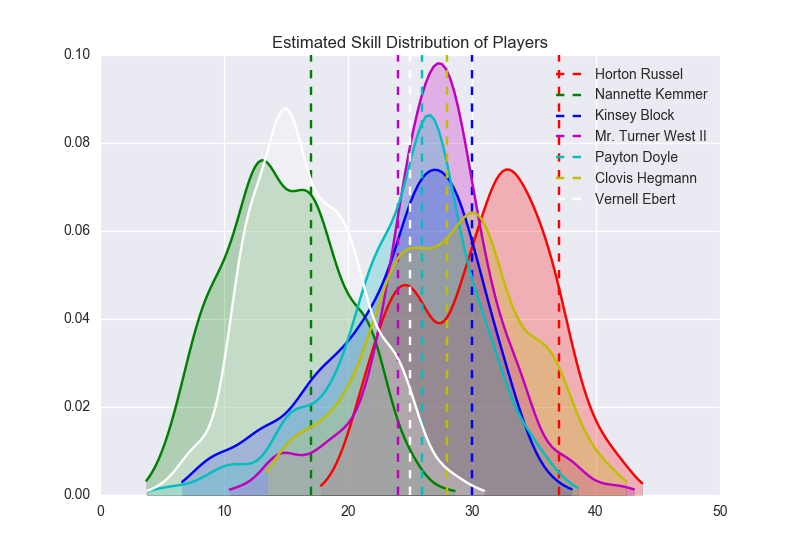 Estimated Skill Distribution of Players
0.10
0.08
0.06
0.04
0.02
0.00
0
10
20
30
40
50
Horton Russel
Nannette Kemmer
Kinsey Block
Mr. Turner West II
Payton Doyle
Clovis Hegmann
Vernell Ebert